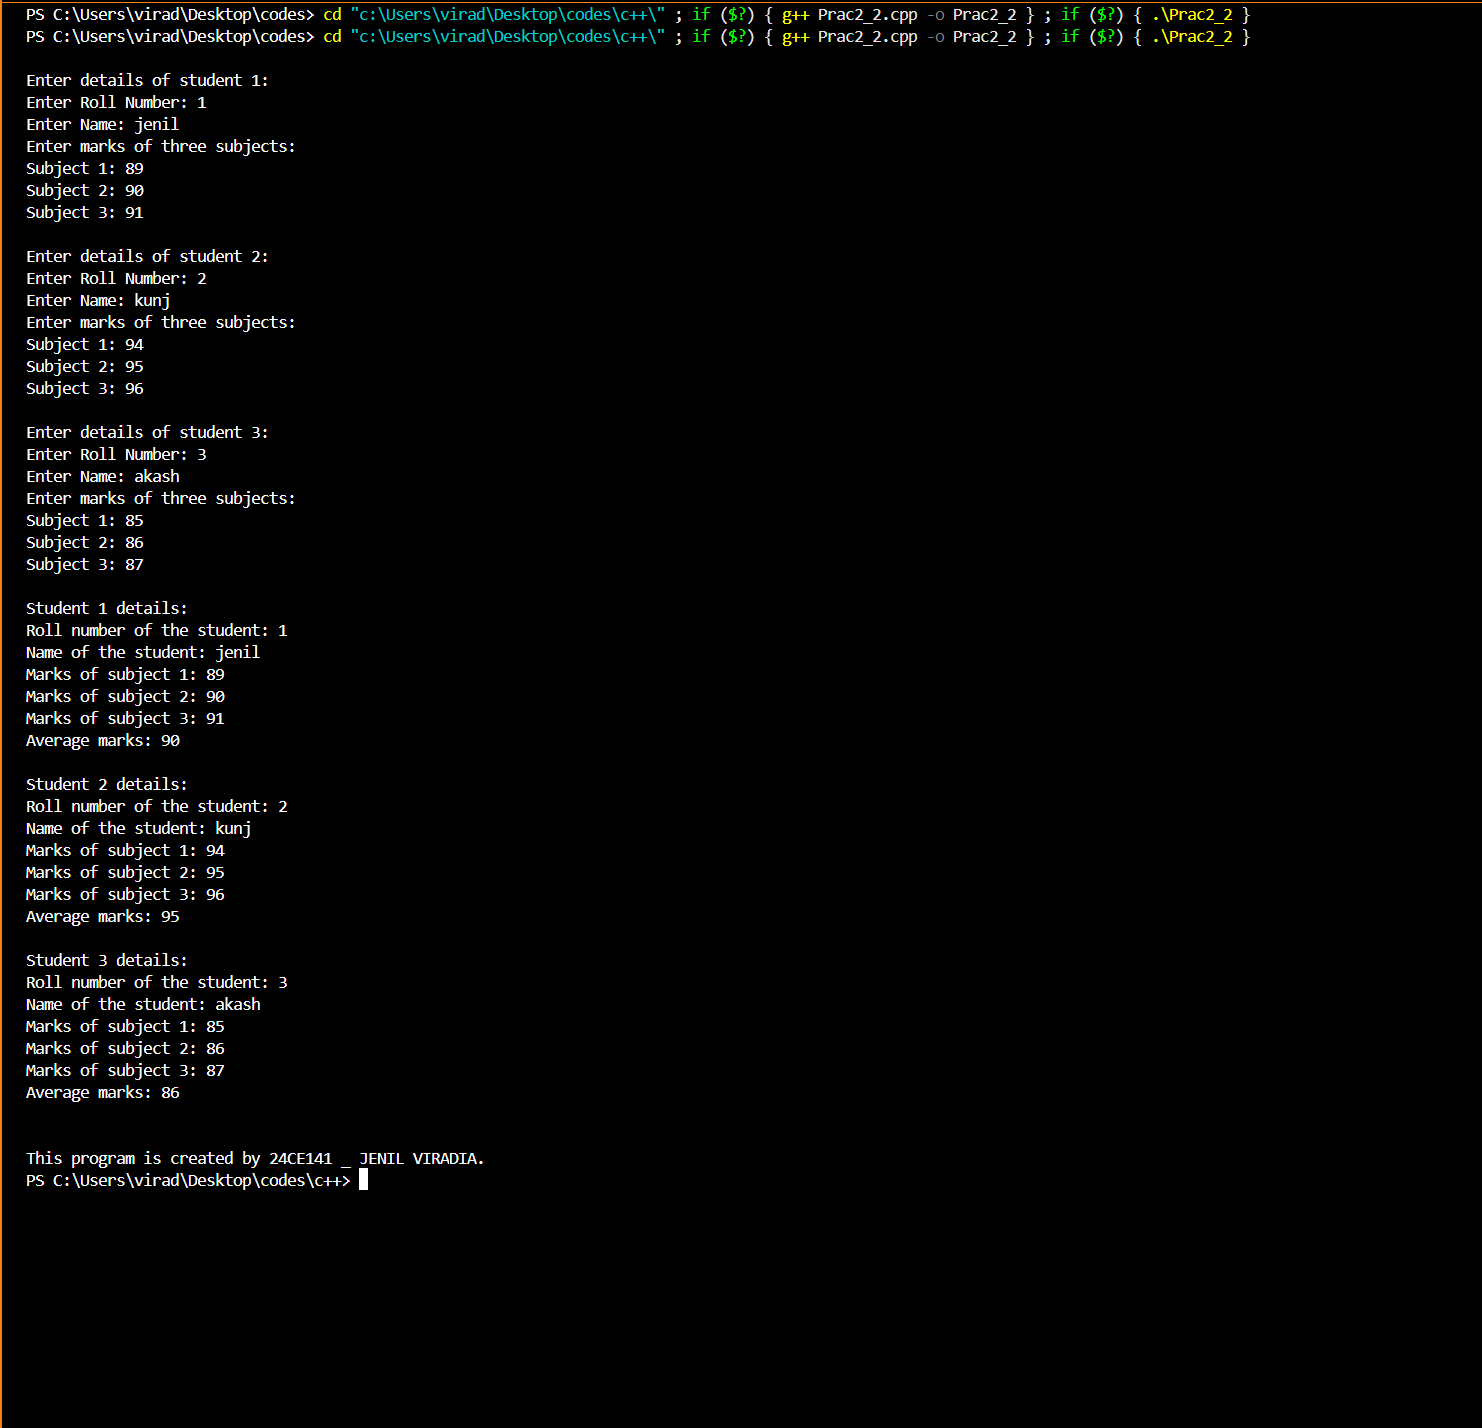 PS C:\Users\virad\Desktop\codes> cd "c:\Users\virad\Desktop\codes\c++\" ; if ($?) { g++ Prac2_2.cpp -o Prac2_2 } ; if ($?) { .\Prac2_2 }
PS C:\Users\virad\Desktop\codes> cd "c:\Users\virad\Desktop\codes\c++\" ; if ($?) { g++ Prac2_2.cpp -o Prac2_2 } ; if ($?) { .\Prac2_2 }
Enter details of student 1:
Enter Roll Number: 1
Enter Name: jenil
Enter marks of three subjects:
Subject 1: 89
Subject 2: 90
Subject 3: 91
Enter details of student 2:
Enter Roll Number: 2
Enter Name: kunj
Enter marks of three subjects:
Subject 1: 94
Subject 2: 95
Subject 3: 96
Enter details of student 3:
Enter Roll Number: 3
Enter Name: akash
Enter marks of three subjects:
Subject 1: 85
Subject 2: 86
Subject 3: 87
Student 1 details:
Roll number of the student: 1
Name of the student: jenil
Marks of subject 1: 89
Marks of subject 2: 90
Marks of subject 3: 91
Average marks: 90
Student 2 details:
Roll number of the student: 2
Name of the student: kunj
Marks of subject 1: 94
Marks of subject 2: 95
Marks of subject 3: 96
Average marks: 95
Student 3 details:
Roll number of the student: 3
Name of the student: akash
Marks of subject 1: 85
Marks of subject 2: 86
Marks of subject 3: 87
Average marks: 86
This program is created by 24CE141 _ JENIL VIRADIA.
PS C:\Users\virad\Desktop\codes\c++>